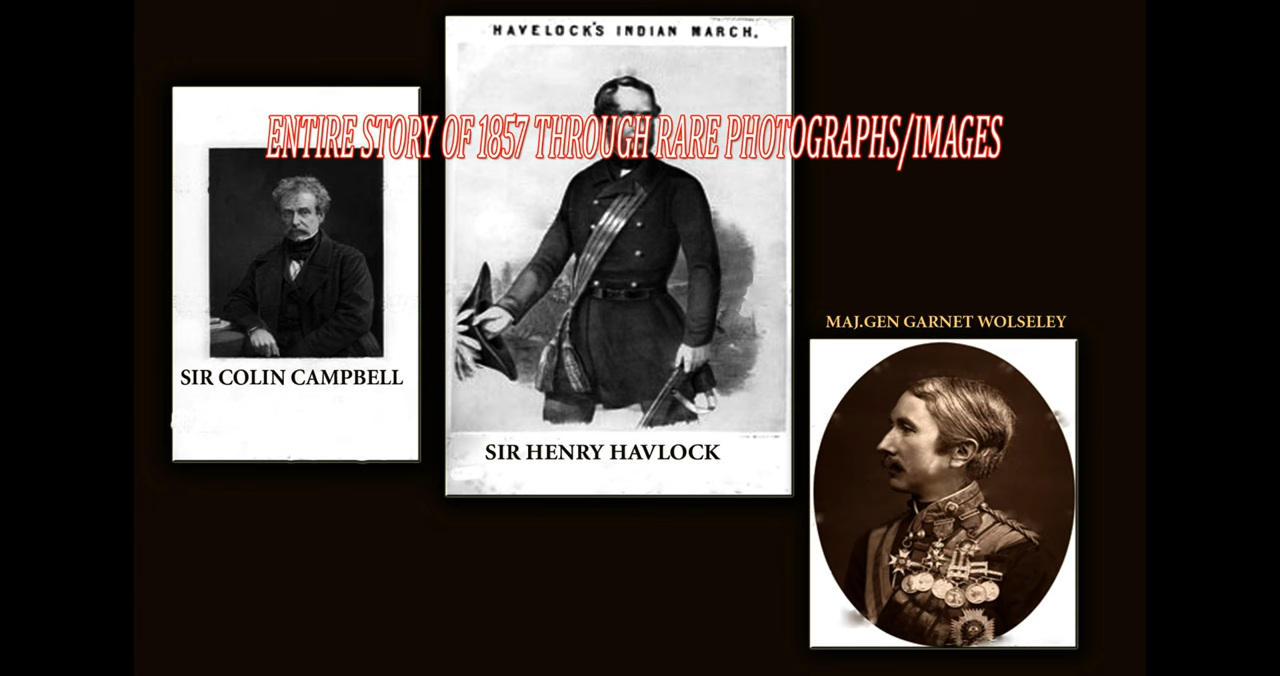 HAVELOCK'S INDIAN MARCH.
ENTIRE STORY OF 1857 THROUGH RARE PHOTOGRAPHS/IMAGES
MAJ.GEN GARNET WOLSELEY
SIR COLIN CAMPBELL
SIR HENRY HAVLOCK